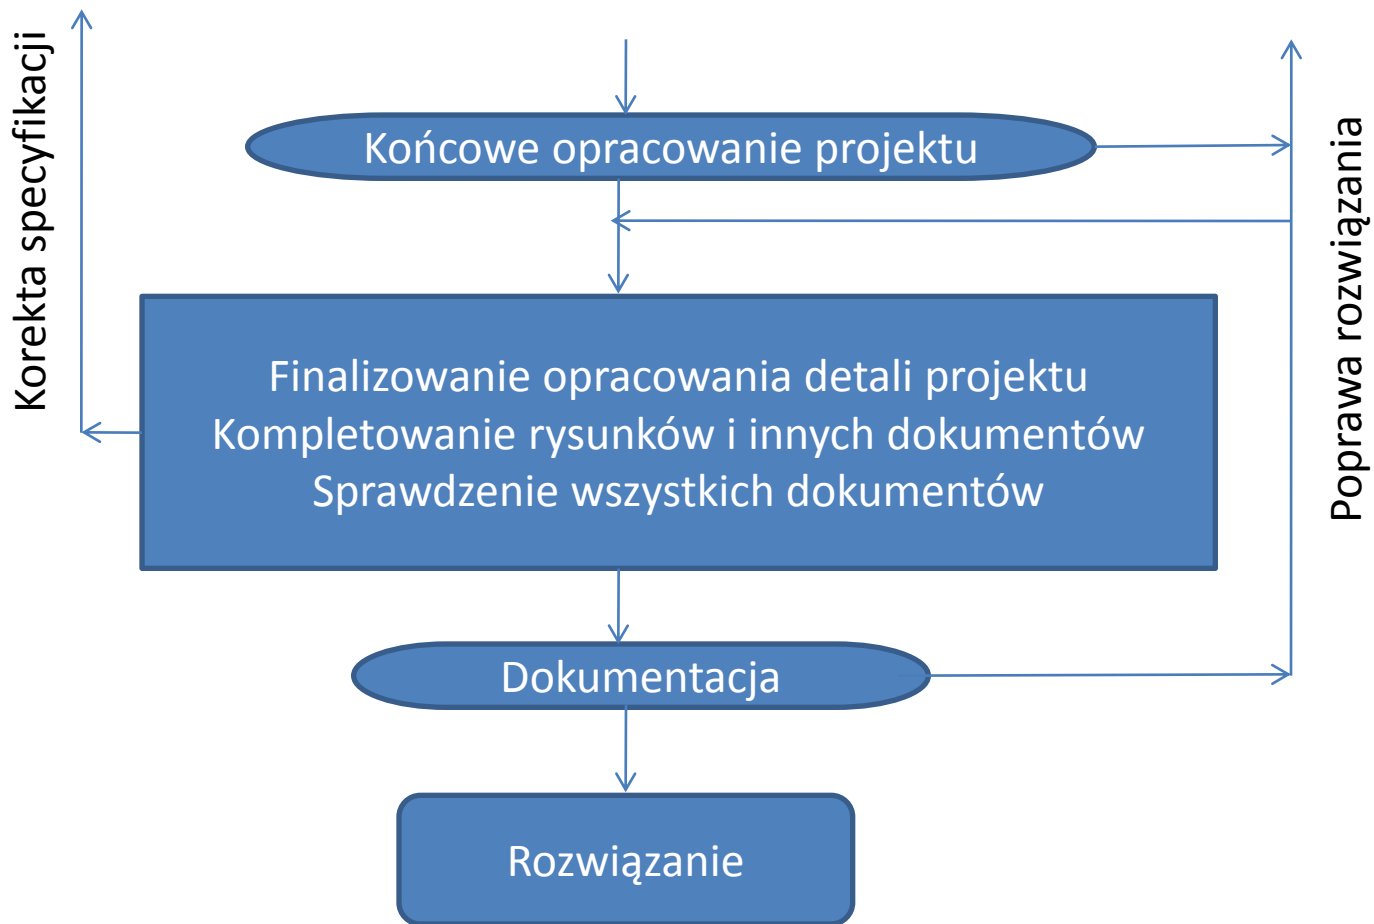 Korekta specyfikacji
Końcowe opracowanie projektu
Poprawa rozwiązania
Finalizowanie opracowania detali projektu
Kompletowanie rysunków i innych dokumentów
Sprawdzenie wszystkich dokumentów
Dokumentacja
Rozwiązanie